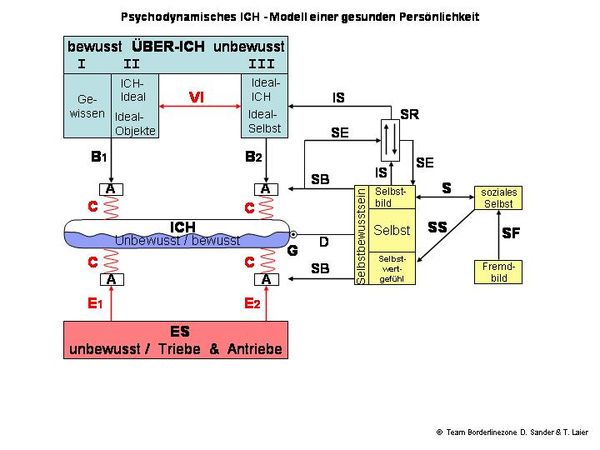 Psychodynamisches ICH - Modell einer gesunden Persönlichkeit
bewusst ÜBER-ICH unbewusst
I II III
Ge-
wissen
ICH-
Ideal
Ideal-
Objekte
VI
Ideal-
ICH
Ideal-
Selbst
IS
SR
SE
SE
IS
B1
B2
SB
A
A
C
C
ICH
Unbewusst / bewusst
G
D
C
C
SB
A
A
E1
E2
Selbstbewusstsein
Selbst-
bild
Selbst
Selbst-
wert-
gefühl
S
SS
soziales
Selbst
SF
Fremd-
bild
ES
unbewusst / Triebe & Antriebe
© Team Borderlinezone D. Sander & T. Laier